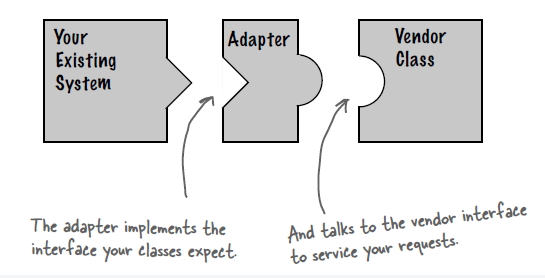 Your
Existing
System
Adapter
Vendor
Class
The adapter implements the
interface your classes expect.
And talks to the vendor interface
to service your requests.